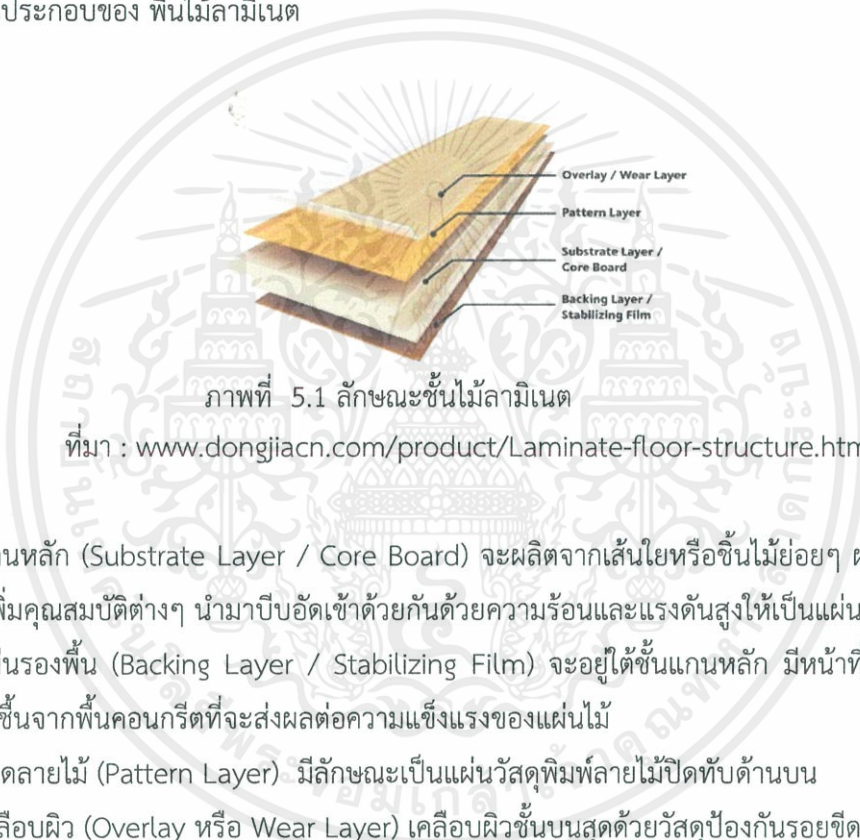 ประกอบของ พื้นไม้ลามิเนต
Overlay / Wear Layer
Pattern Layer
Substrate Layer /
Core Board
Backing Layer /
Stabilizing Film
ภาพที่ 5.1 ลักษณะชั้นไม้ลามิเนต
ที่มา : www.dongjiacn.com/product/Laminate-floor-structure.htm
นหลัก (Substrate Layer / Core Board) จะผลิตจากเส้นใยหรือชิ้นไม้ย่อยๆ
พิ่มคุณสมบัติต่างๆ นำมาบีบอัดเข้าด้วยกันด้วยความร้อนและแรงดันสูงให้เป็นแผ่น
นรองพื้น (Backing Layer / Stabilizing Film) จะอยู่ใต้ชั้นแกนหลัก มีหน้าที่
ชื้นจากพื้นคอนกรีตที่จะส่งผลต่อความแข็งแรงของแผ่นไม้
ดลายไม้ (Pattern Layer) มีลักษณะเป็นแผ่นวัสดุพิมพ์ลายไม้ปิดทับด้านบน
คลือบผิว (Overlay หรือ Wear Layer) เคลือบผิวชั้นบนสุดด้วยวัสดุป้องกันรอยขีด